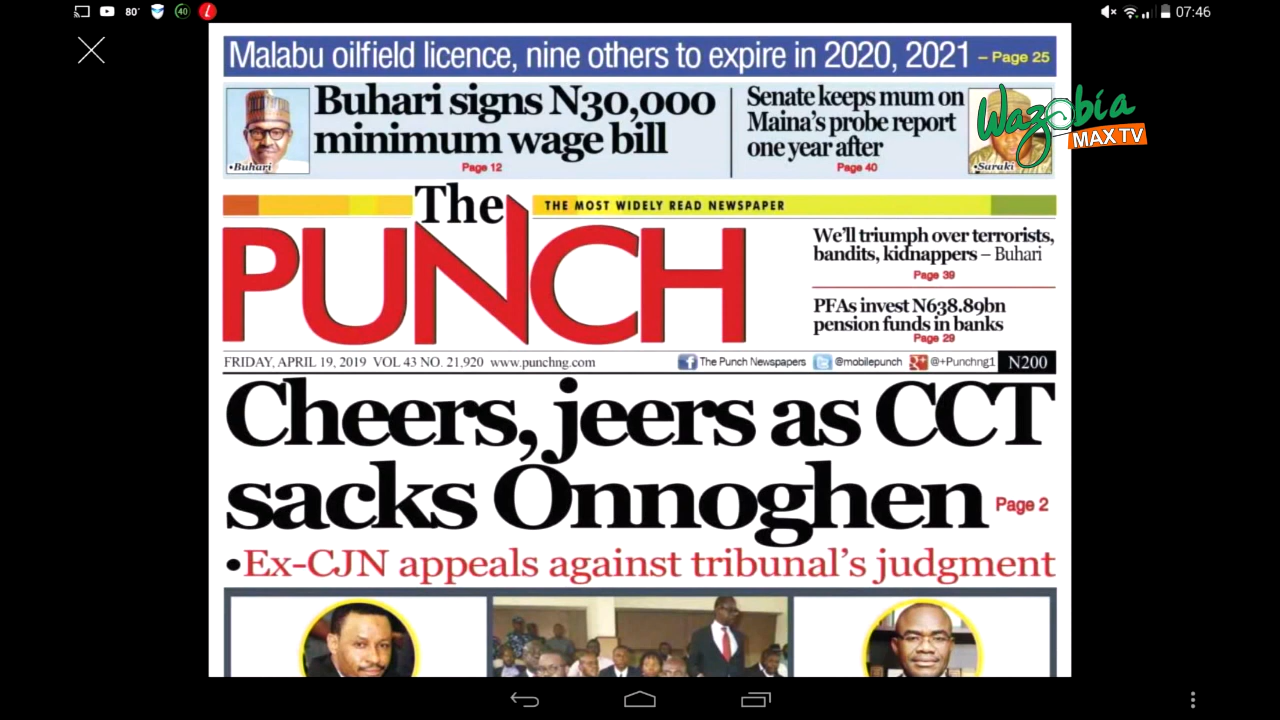 80°
40
07:46
Malabu oilfield licence, nine others to expire in 2020, 2021 – Page 25
Buhari signs N30,000
minimum wage bill
Page 12
•Buhari
Senate keeps mum on
Maina's probe report
one year after
Page 40
•Saraki
Wazobia
MAX TV
The
PUNCH
THE MOST WIDELY READ NEWSPAPER
We'll triumph over terrorists,
bandits, kidnappers – Buhari
Page 39
PFAs invest N638.89bn
pension funds in banks
Page 29
FRIDAY, APRIL 19, 2019 VOL 43 NO. 21,920 www.punchng.com
The Punch Newspapers @mobilepunch @+Punchng1 N200
Cheers, jeers as CCT
sacks Onnoghen Page 2
•Ex-CJN appeals against tribunal's judgment